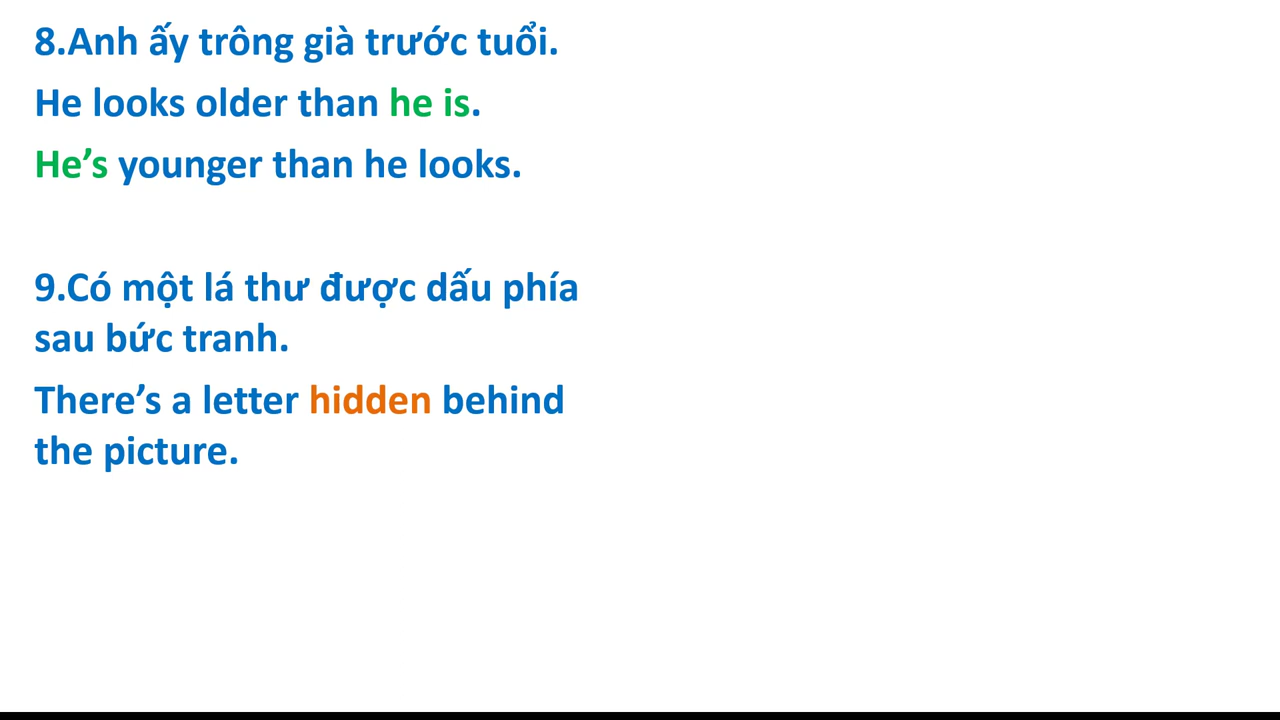 8.Anh ấy trông già trước tuổi.
He looks older than he is.
He’s younger than he looks.
9.Có một lá thư được dấu phía
sau bức tranh.
There’s a letter hidden behind
the picture.